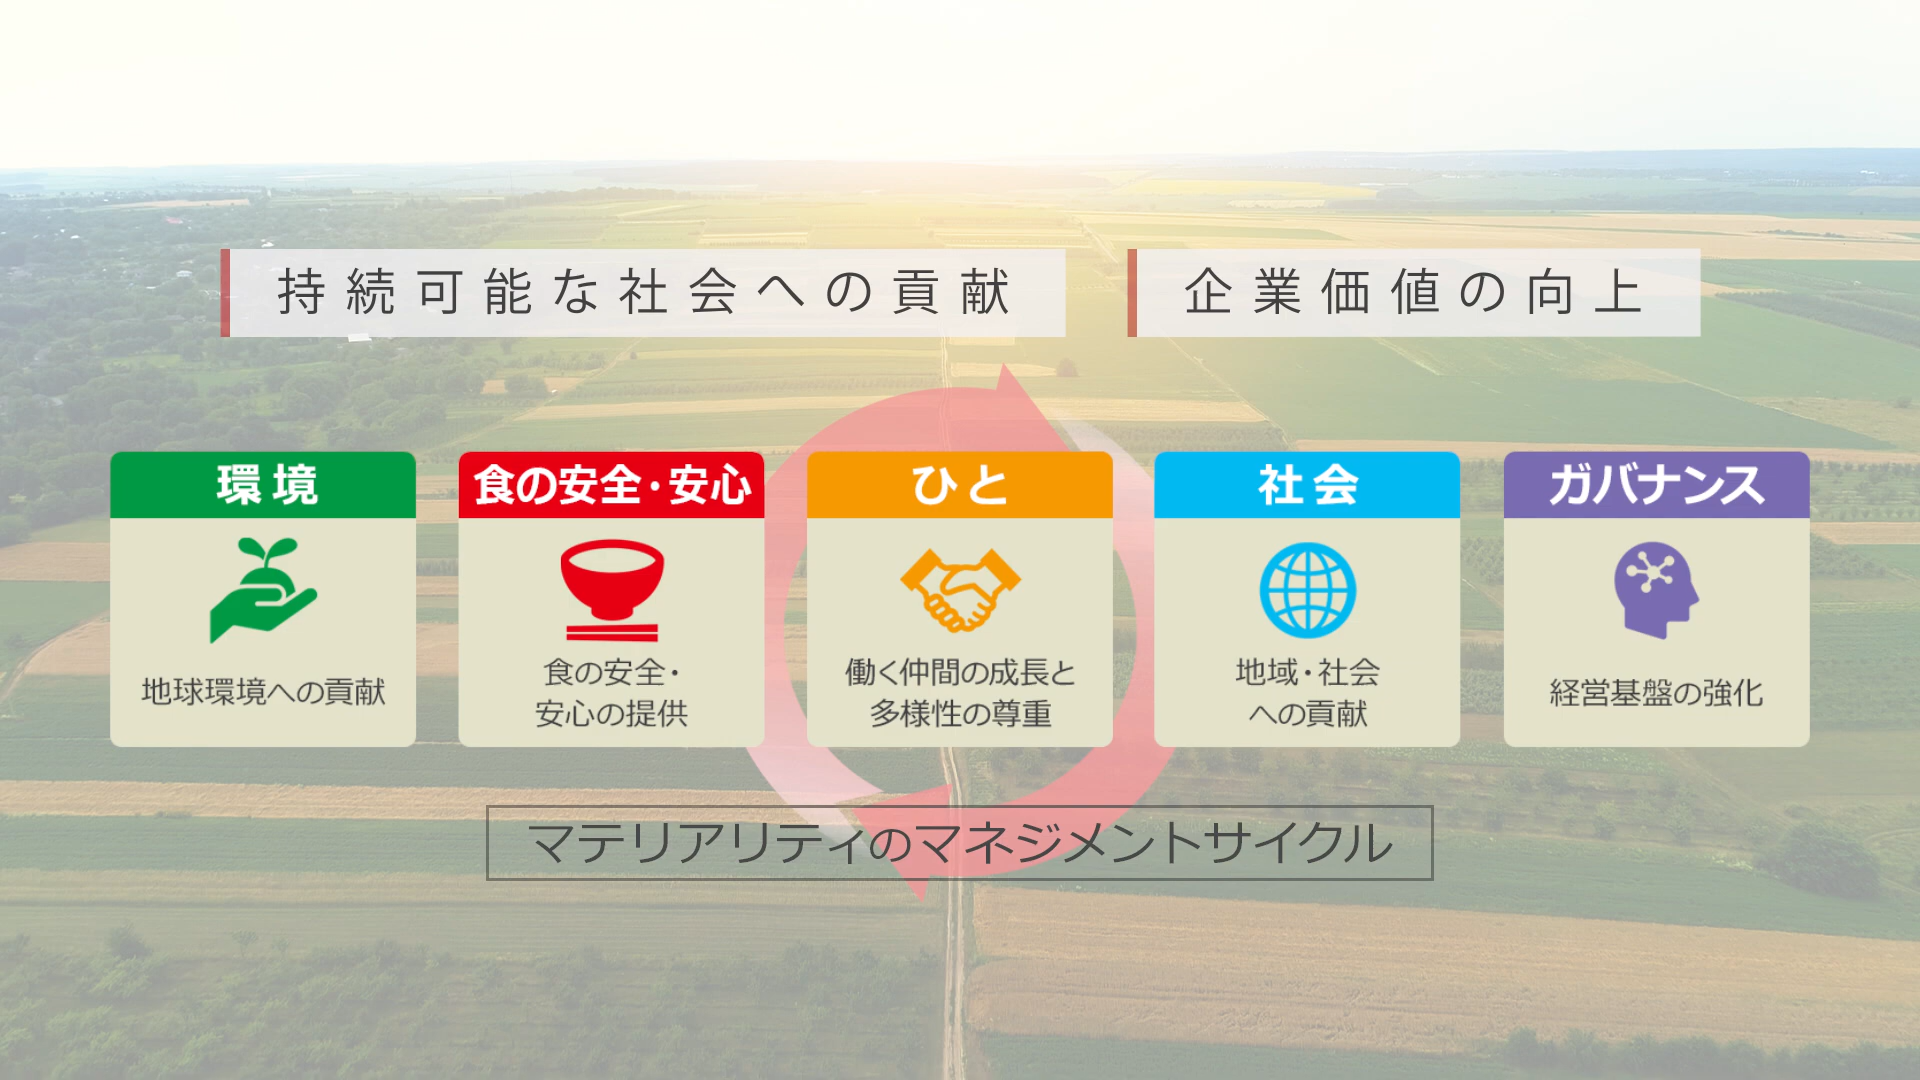 持続可能な社会への貢献
企業価値の向上
環境
地球環境への貢献
食の安全・安心
食の安全・
安心の提供
ひと
働く仲間の成長と
多様性の尊重
社会
地域・社会
への貢献
ガバナンス
経営基盤の強化
マテリアリティのマネジメントサイクル